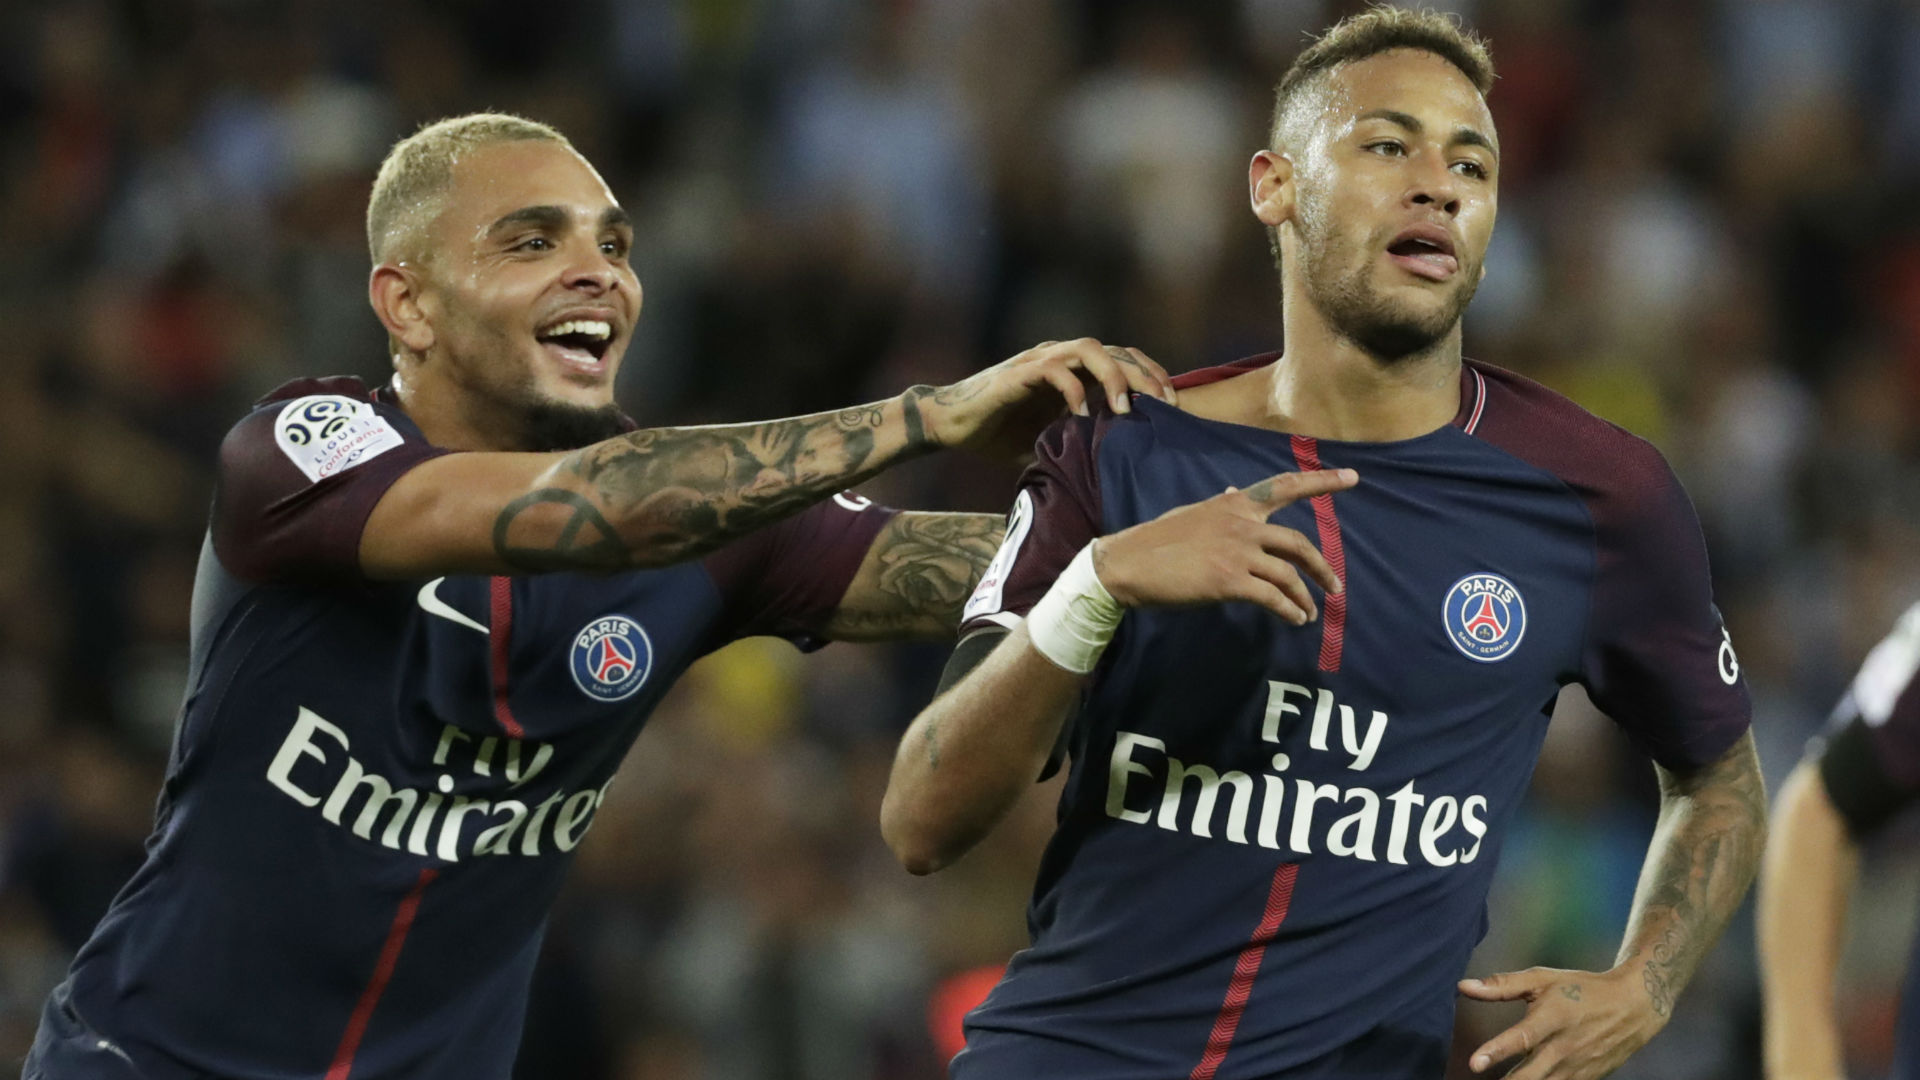 LIGUE 1
Conforama
PARIS
SAINT-GERMAIN
Fly
Emirates
PARIS
SAINT-GERMAIN
Fly
Emirates